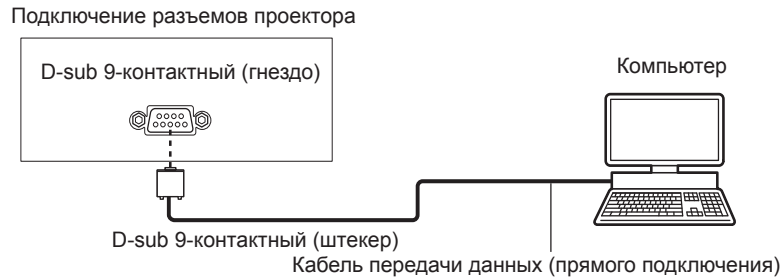 Подключение разъемов проектора
D-sub 9-контактный (гнездо)
Компьютер
D-sub 9-контактный (штекер)
Кабель передачи данных (прямого подключения)